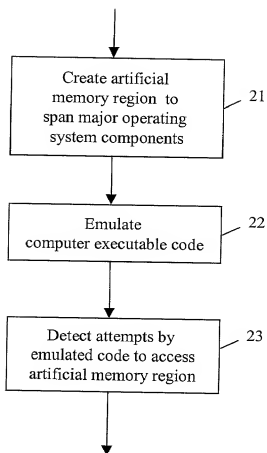 Create artificial
memory region to
span major operating
system components
21
Emulate
computer executable code
22
Detect attempts by
emulated code to access
artificial memory region
23